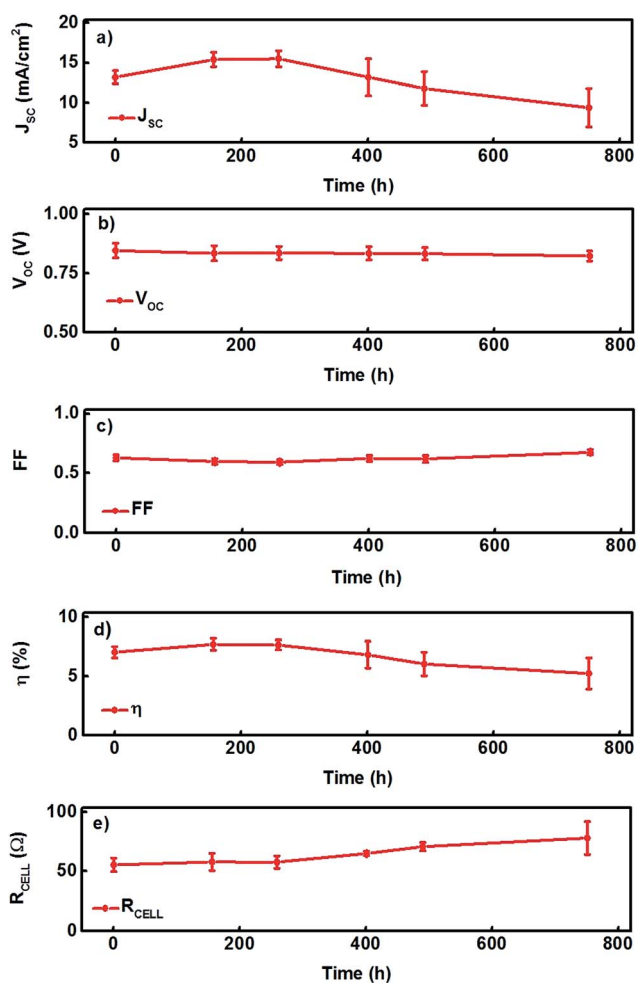 a)
J_SC (mA/cm²)
20
15
10
5
J_SC
0 200 400 600 800
Time (h)
b)
V_OC (V)
1.00
0.75
0.50
V_OC
0 200 400 600 800
Time (h)
c)
FF
1.0
0.5
0.0
FF
0 200 400 600 800
Time (h)
d)
η (%)
10
5
0
η
0 200 400 600 800
Time (h)
e)
R_CELL (Ω)
100
50
0
R_CELL
0 200 400 600 800
Time (h)